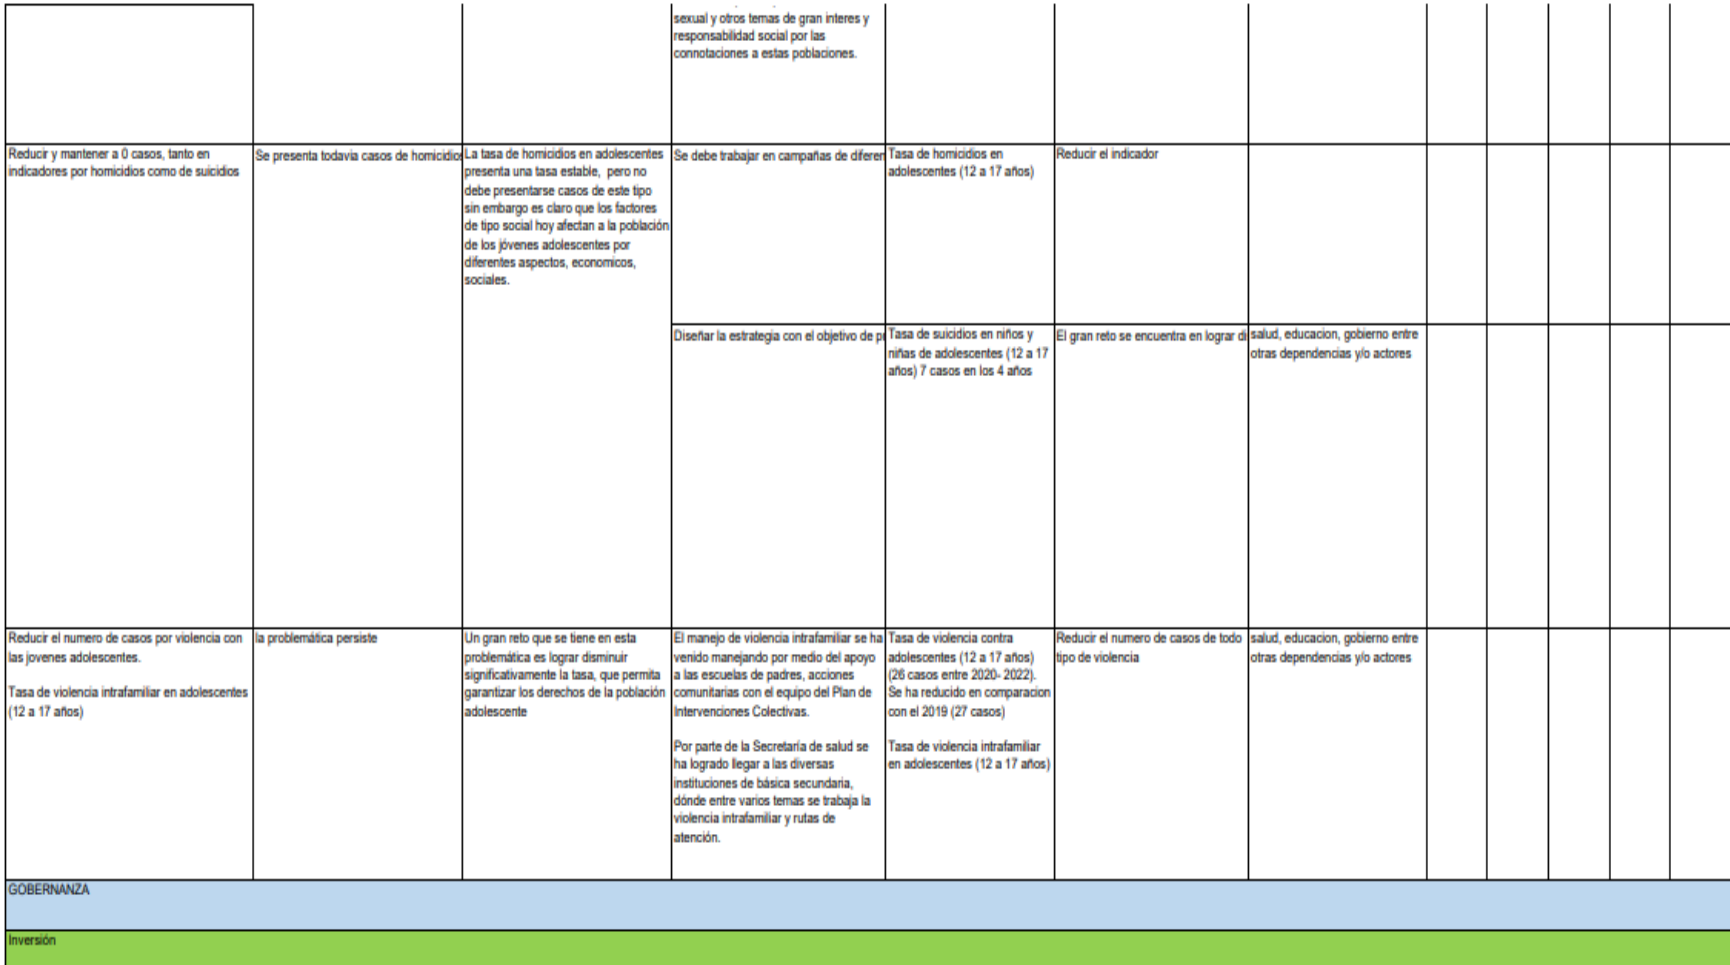 sexual y otros temas de gran interes y
responsabilidad social por las
connotaciones a estas poblaciones.
Reducir y mantener a 0 casos, tanto en
indicadores por homicidios como de suicidios
Se presenta todavia casos de homicidios
La tasa de homicidios en adolescentes
presenta una tasa estable, pero no
debe presentarse casos de este tipo
sin embargo es claro que los factores
de tipo social hoy afectan a la población
de los jóvenes adolescentes por
diferentes aspectos, economicos,
sociales.
Se debe trabajar en campañas de diferen
Tasa de homicidios en
adolescentes (12 a 17 años)
Reducir el indicador
Diseñar la estrategia con el objetivo de
Tasa de suicidios en niños y
niñas de adolescentes (12 a 17
años) 7 casos en los 4 años
El gran reto se encuentra en lograr di
salud, educacion, gobierno entre
otras dependencias y/o actores
Reducir el numero de casos por violencia con
las jovenes adolescentes.
Tasa de violencia intrafamiliar en adolescentes
(12 a 17 años)
la problemática persiste
Un gran reto que se tiene en esta
problemática es lograr disminuir
significativamente la tasa, que permita
garantizar los derechos de la población
adolescente
El manejo de violencia intrafamiliar se ha
venido manejando por medio del apoyo
a las escuelas de padres, acciones
comunitarias con el equipo del Plan de
Intervenciones Colectivas.
Por parte de la Secretaría de salud se
ha logrado llegar a las diversas
instituciones de básica secundaria,
dónde entre varios temas se trabaja la
violencia intrafamiliar y rutas de
atención.
Tasa de violencia contra
adolescentes (12 a 17 años)
(26 casos entre 2020- 2022).
Se ha reducido en comparacion
con el 2019 (27 casos)
Tasa de violencia intrafamiliar
en adolescentes (12 a 17 años)
Reducir el numero de casos de todo
tipo de violencia
salud, educacion, gobierno entre
otras dependencias y/o actores
GOBERNANZA
Inversión